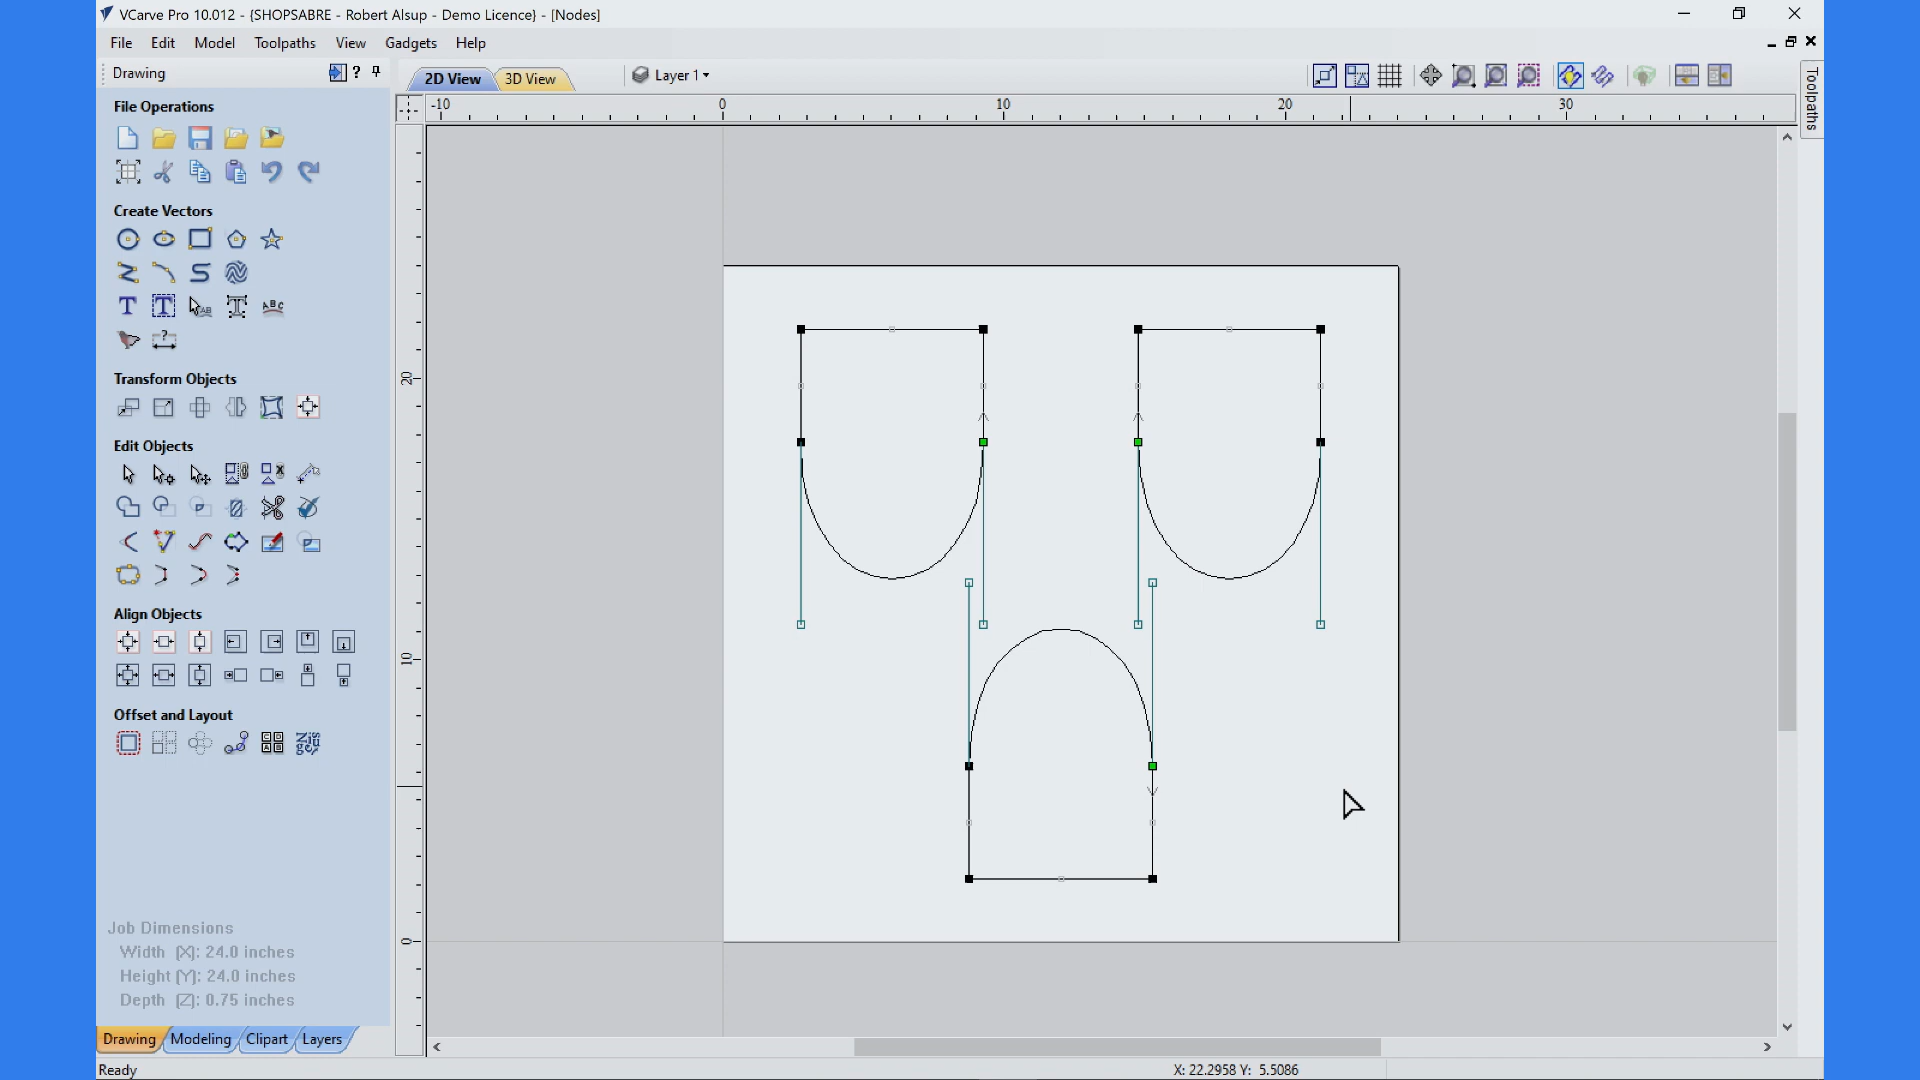 VCarve Pro 10.012 - {SHOPSABRE - Robert Alsup - Demo Licence} - [Nodes]
File Edit Model Toolpaths View Gadgets Help
Drawing ?
2D View 3D View Layer 1
Toolpaths
-10 0 10 20 30
20
10
0
File Operations
Create Vectors
Transform Objects
Edit Objects
Align Objects
Offset and Layout
Job Dimensions
Width (X): 24.0 inches
Height (Y): 24.0 inches
Depth (Z): 0.75 inches
Drawing Modeling Clipart Layers
Ready X: 22.2958 Y: 5.5086